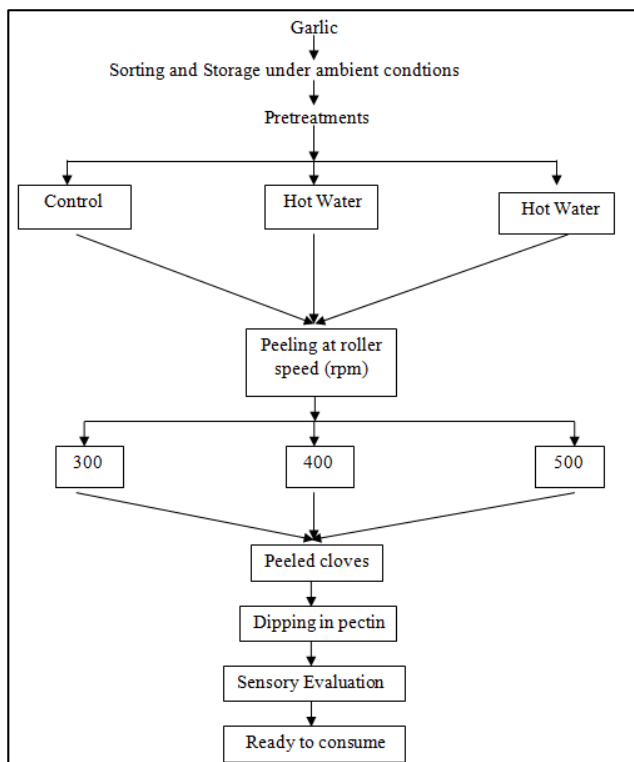 Garlic
Sorting and Storage under ambient condtions
Pretreatments
Control
Hot Water
Hot Water
Peeling at roller
speed (rpm)
300
400
500
Peeled cloves
Dipping in pectin
Sensory Evaluation
Ready to consume